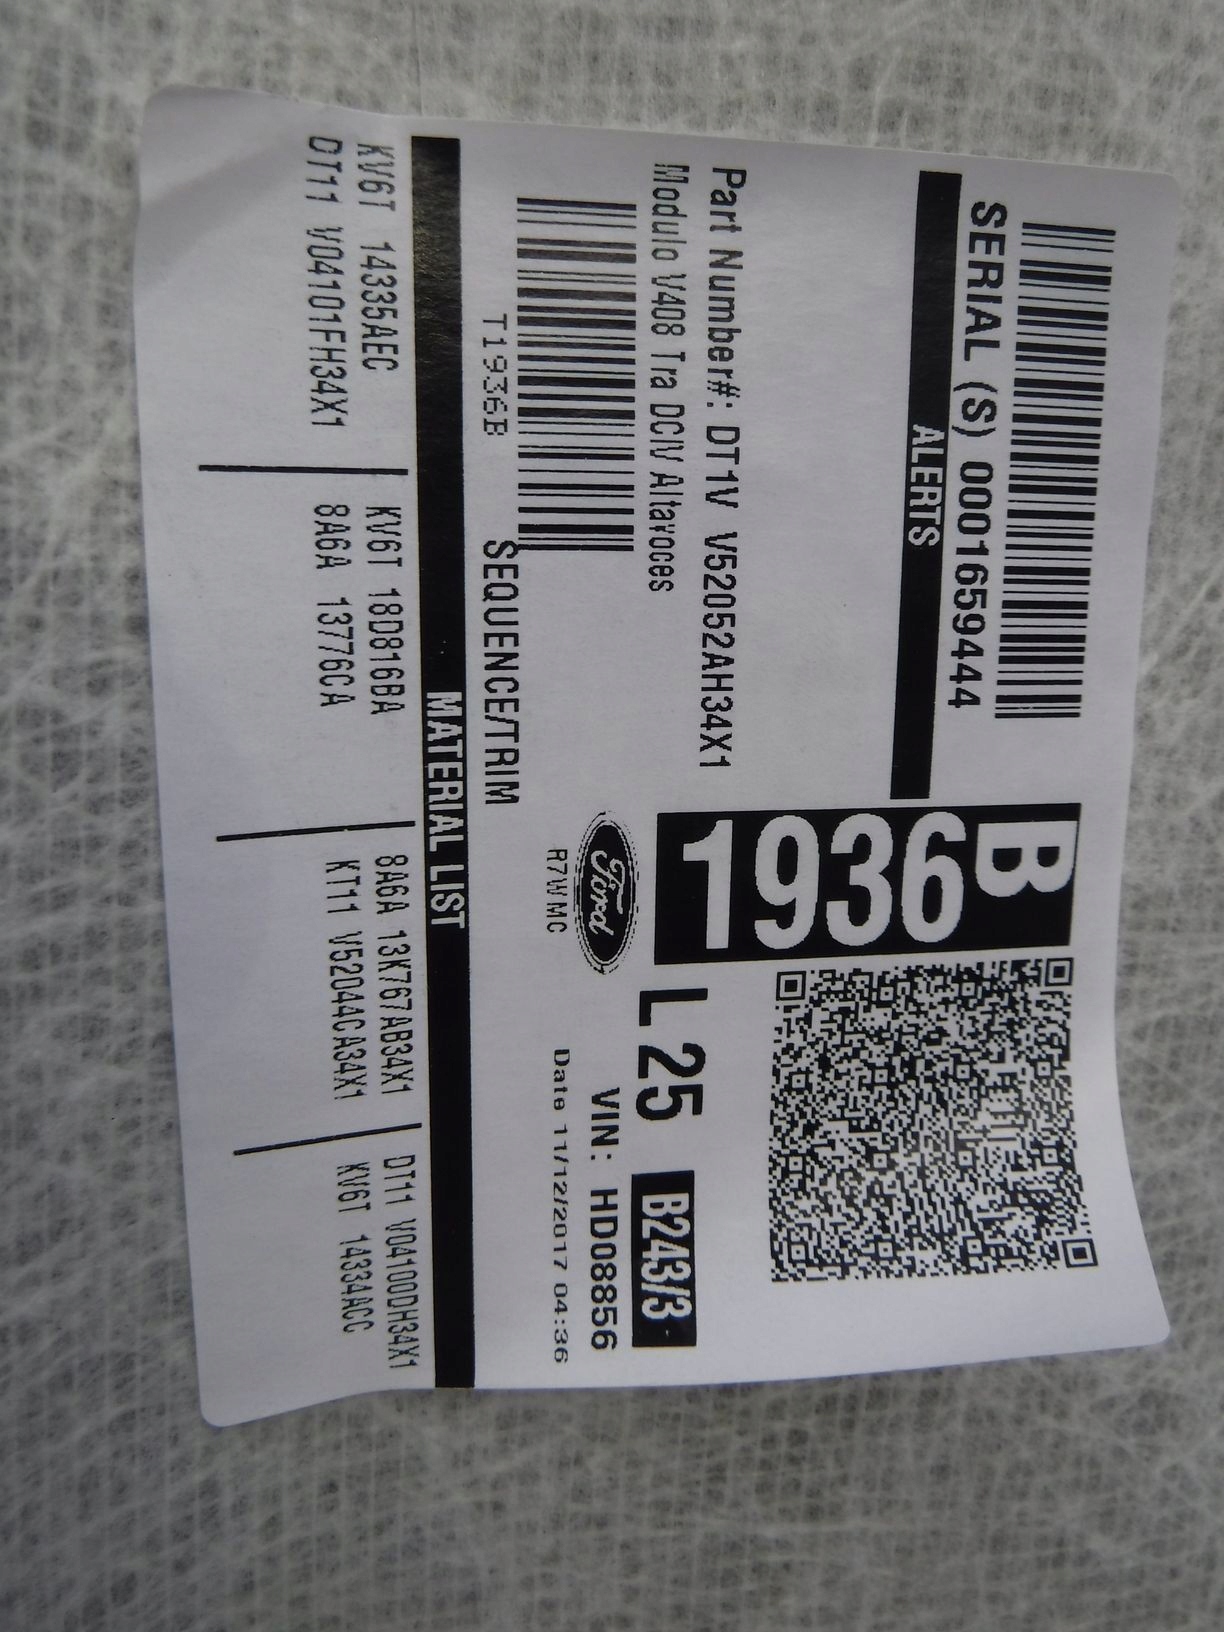 SERIAL (S) 0001659444
ALERTS
B
1936
Part Number#: DT1V V52052AH34X1
Modulo V408 Tra DCIV Altavoces
L 25
B243/3
Ford
VIN: HD08856
R7WMC
Date 11/12/2017 04:36
T1936B
SEQUENCE/TRIM
MATERIAL LIST
KV6T 14335AEC
KV6T 18D816BA
8A6A 13K767AB34X1
DT11 V04100DH34X1
DT11 V04101FH34X1
8A6A 13776CA
KT11 V52044CA34X1
KV6T 14334ACC